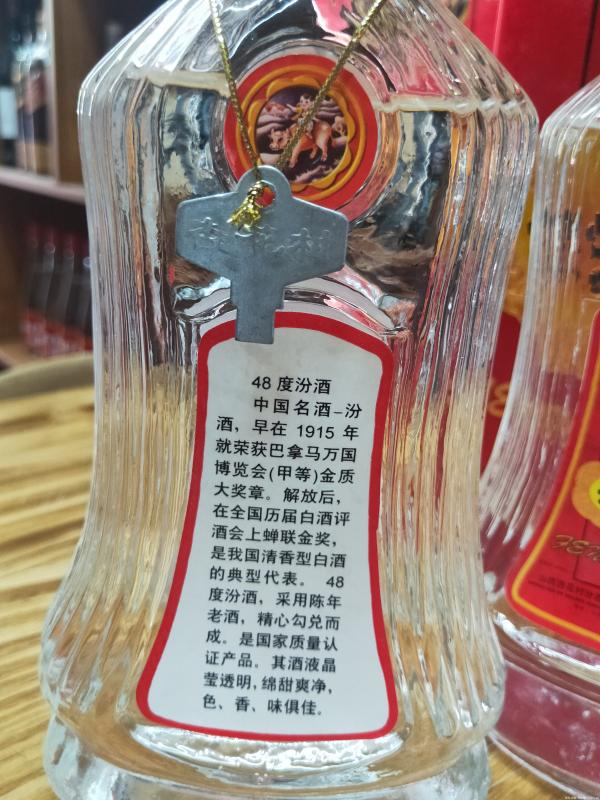 杏花村
48 度汾酒
中国名酒–汾
酒，早在 1915 年
就荣获巴拿马万国
博览会(甲等)金质
大奖章。解放后，
在全国历届白酒评
酒会上蝉联金奖，
是我国清香型白酒
的典型代表。 48
度汾酒，采用陈年
老酒，精心勾兑而
成。是国家质量认
证产品。其酒液晶
莹透明，绵甜爽净，
色、香、味俱佳。